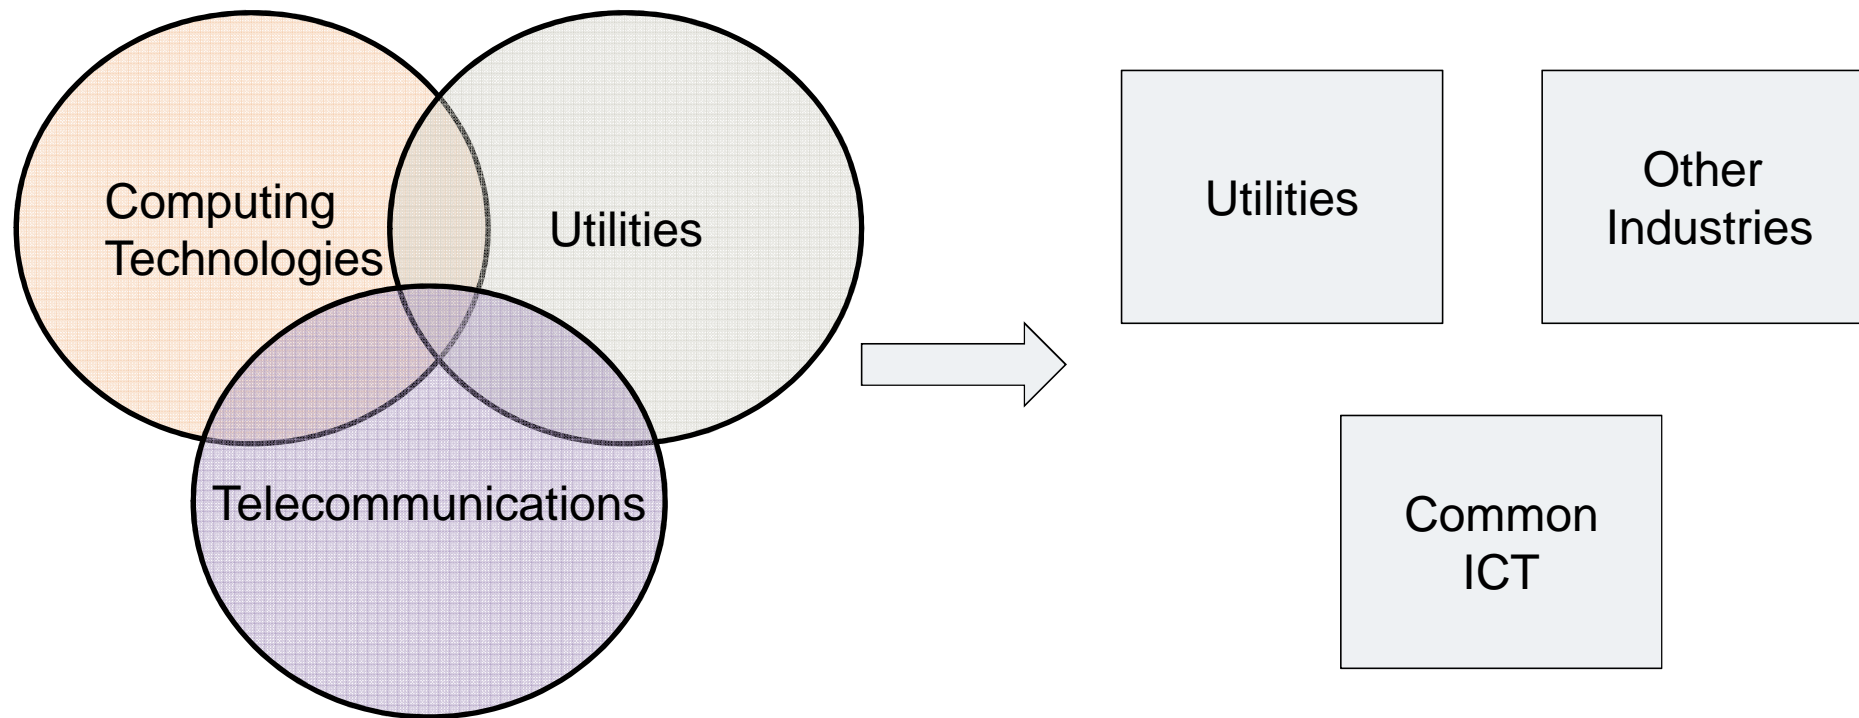 Computing
Technologies
Utilities
Telecommunications
Utilities
Other
Industries
Common
ICT